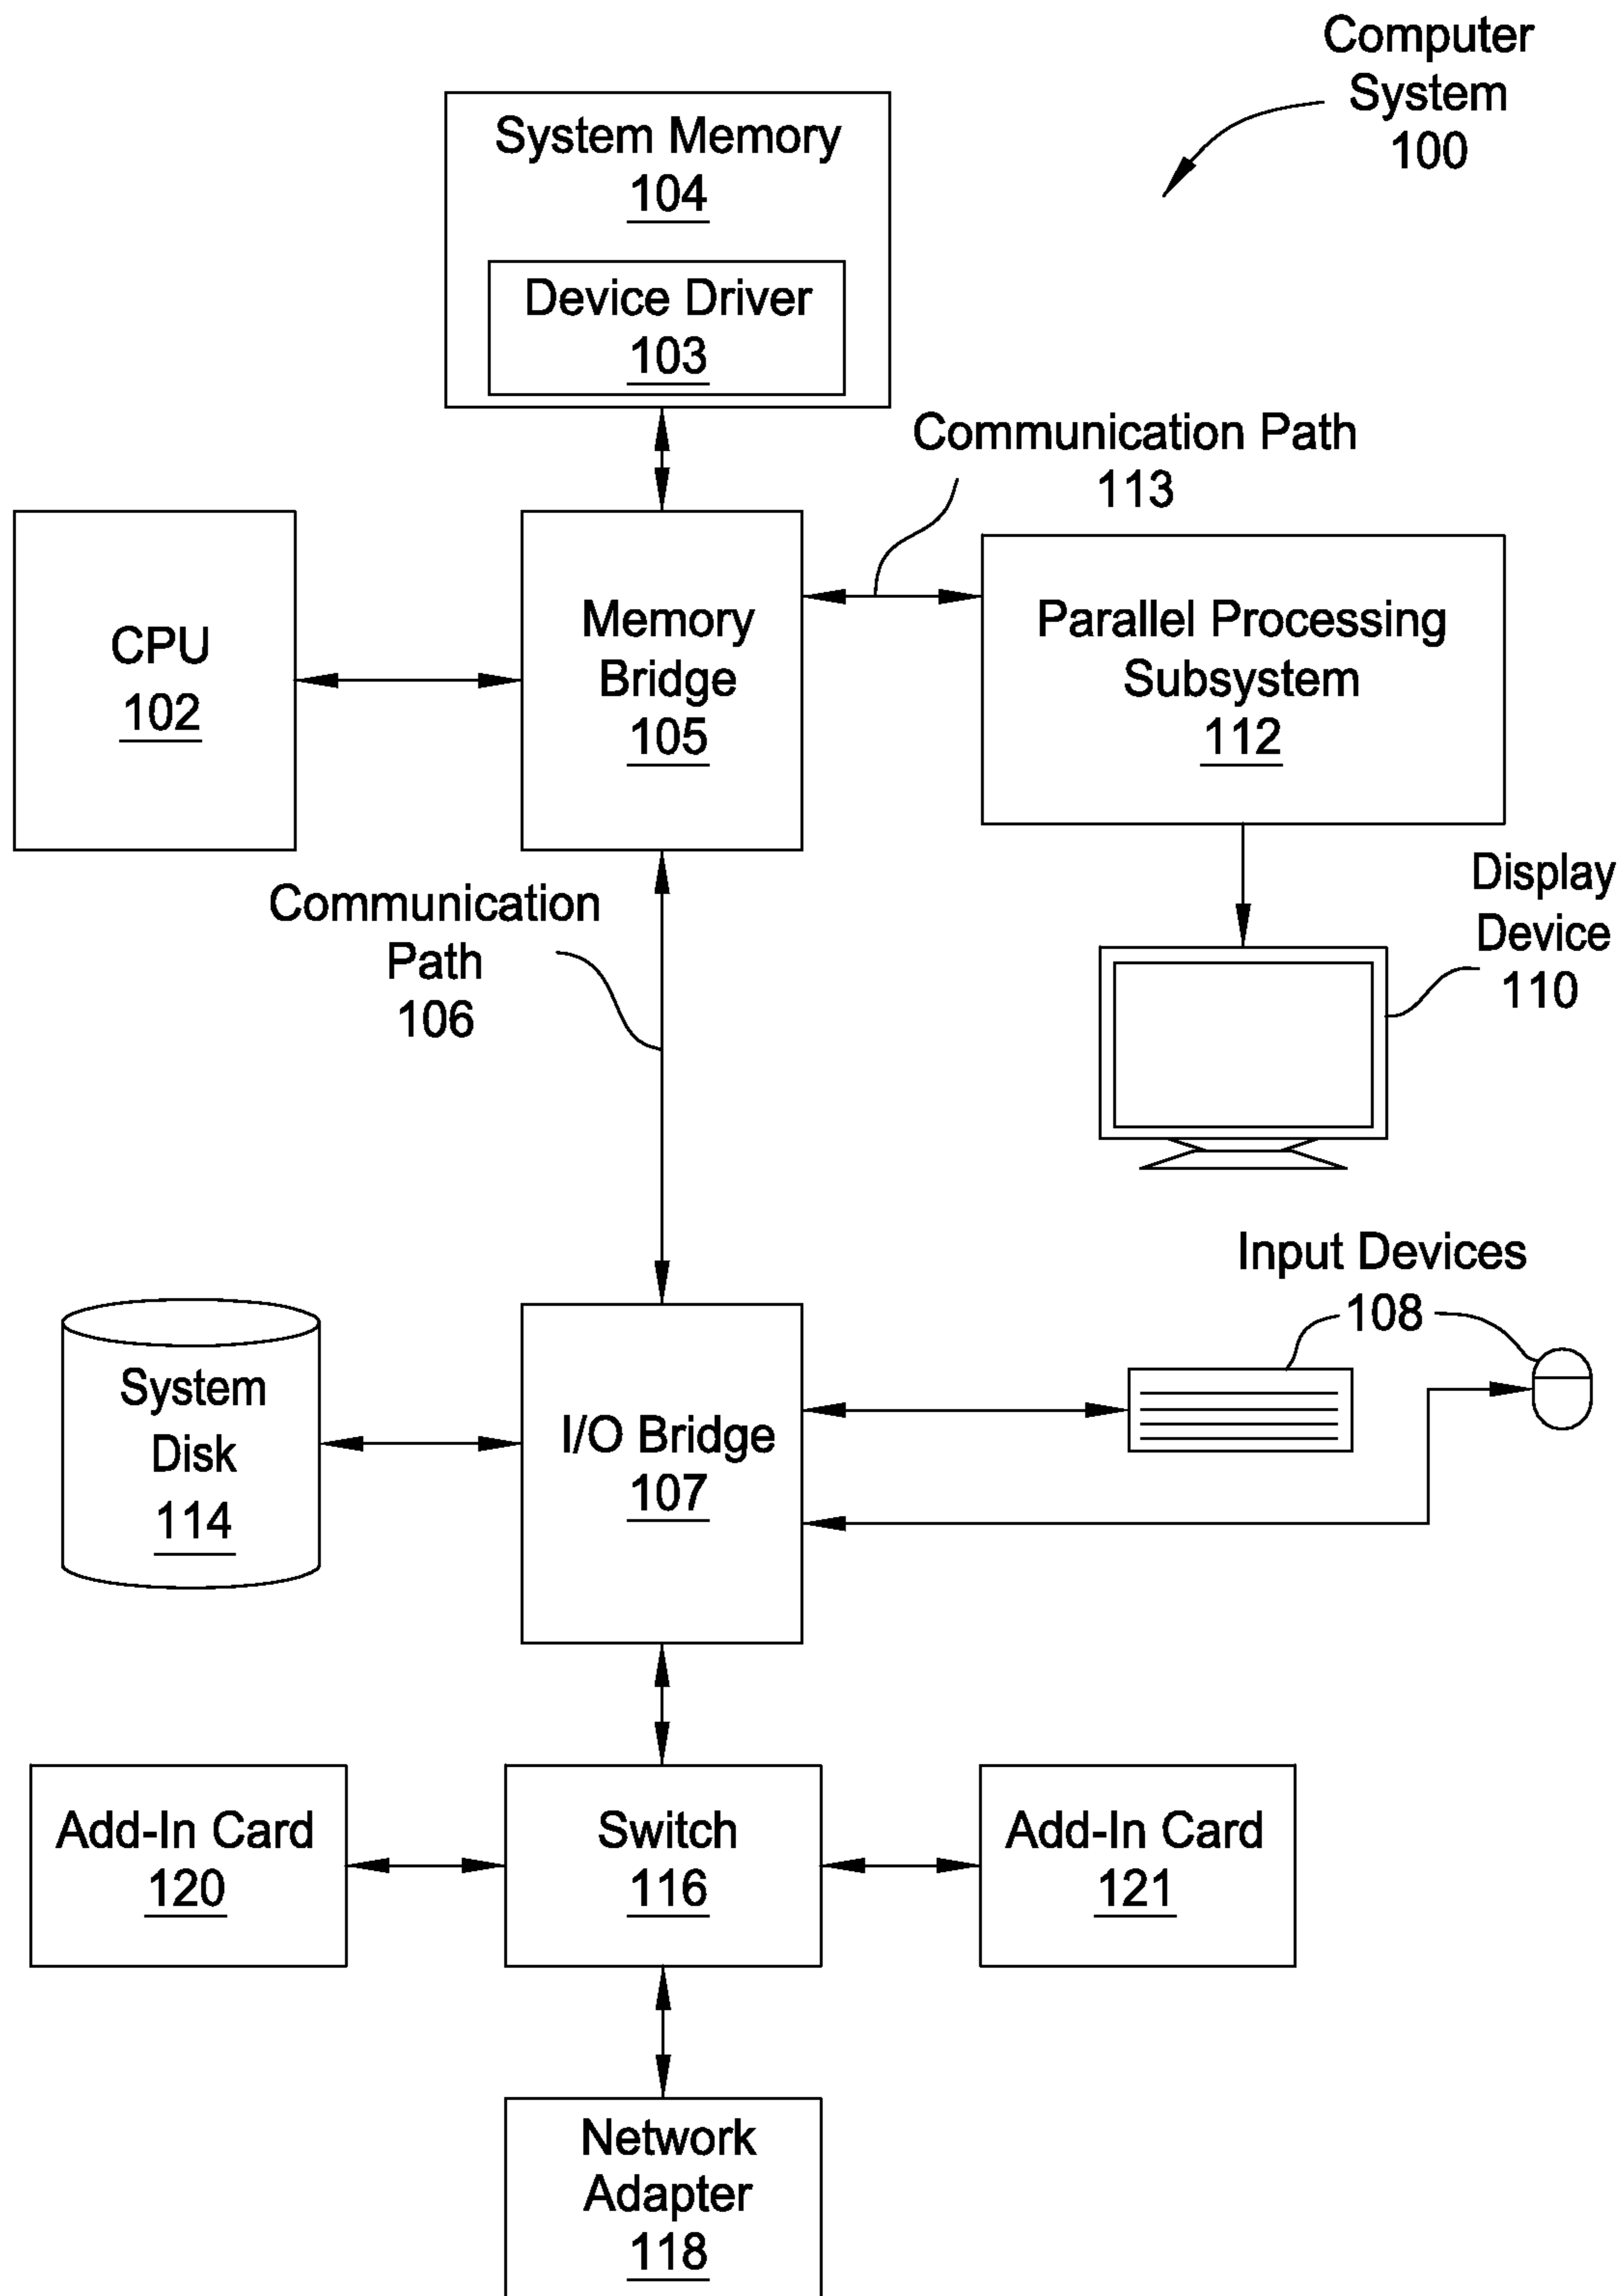 Computer
System
100
System Memory
104
Device Driver
103
Communication Path
113
CPU
102
Memory
Bridge
105
Parallel Processing
Subsystem
112
Communication
Path
106
Display
Device
110
Input Devices
108
System
Disk
114
I/O Bridge
107
Add-In Card
120
Switch
116
Add-In Card
121
Network
Adapter
118